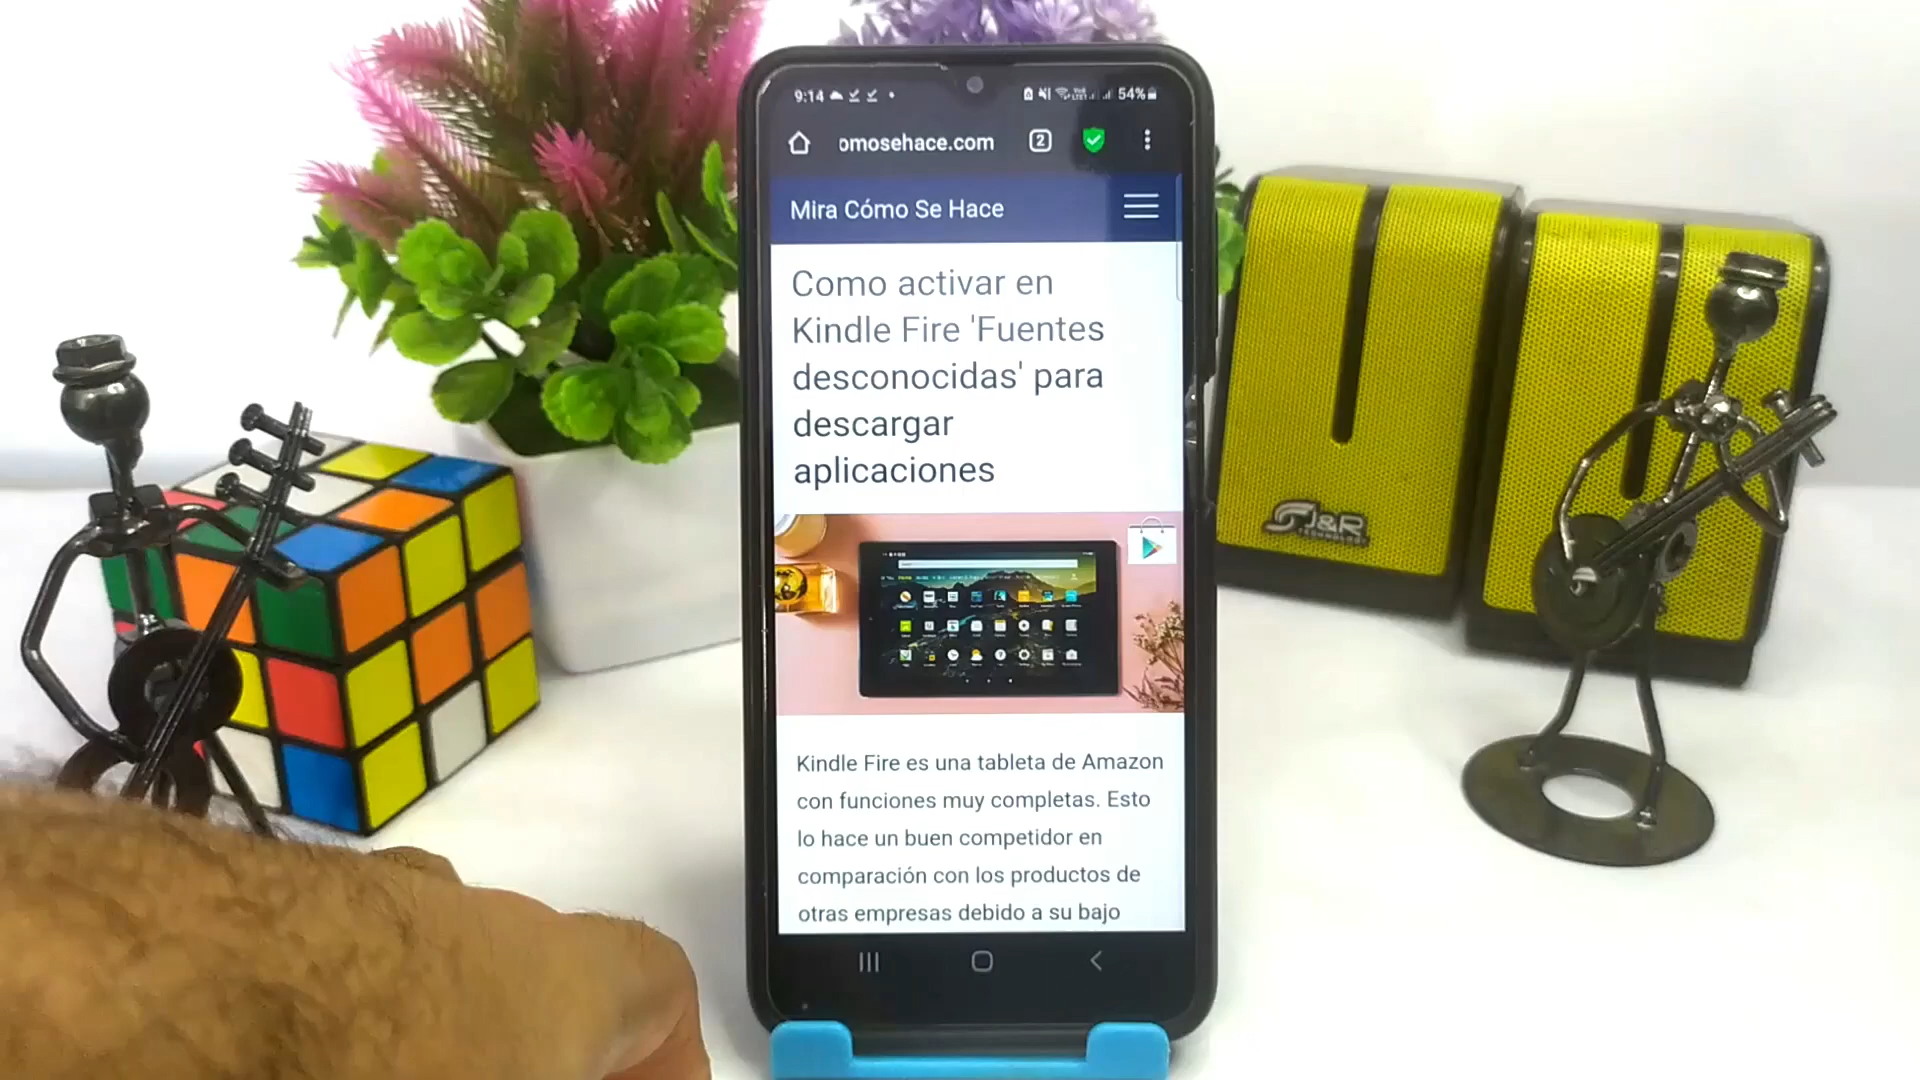 9:14
54%
omosehace.com
2
Mira Cómo Se Hace
Como activar en
Kindle Fire 'Fuentes
desconocidas' para
descargar
aplicaciones
Kindle Fire es una tableta de Amazon
con funciones muy completas. Esto
lo hace un buen competidor en
comparación con los productos de
otras empresas debido a su bajo
J&R
TECHNOLOGY